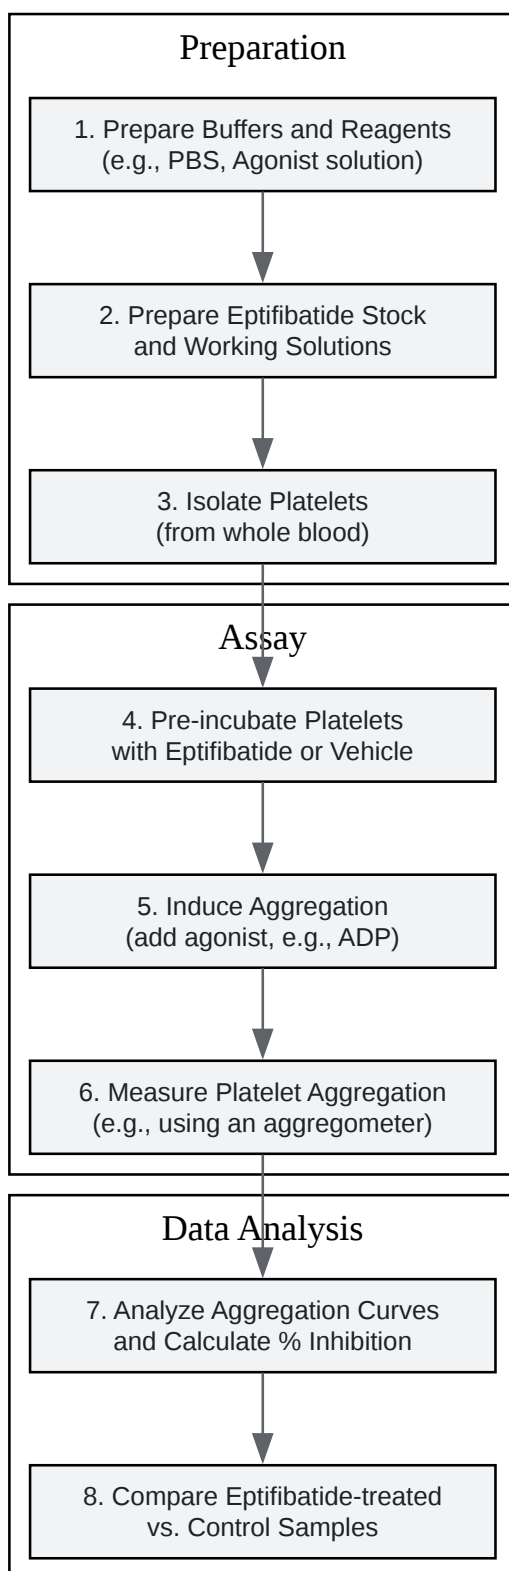 Preparation
1. Prepare Buffers and Reagents
(e.g., PBS, Agonist solution)
2. Prepare Eptifibatide Stock
and Working Solutions
3. Isolate Platelets
(from whole blood)
Assay
4. Pre-incubate Platelets
with Eptifibatide or Vehicle
5. Induce Aggregation
(add agonist, e.g., ADP)
6. Measure Platelet Aggregation
(e.g., using an aggregometer)
Data Analysis
7. Analyze Aggregation Curves
and Calculate % Inhibition
8. Compare Eptifibatide-treated
vs. Control Samples